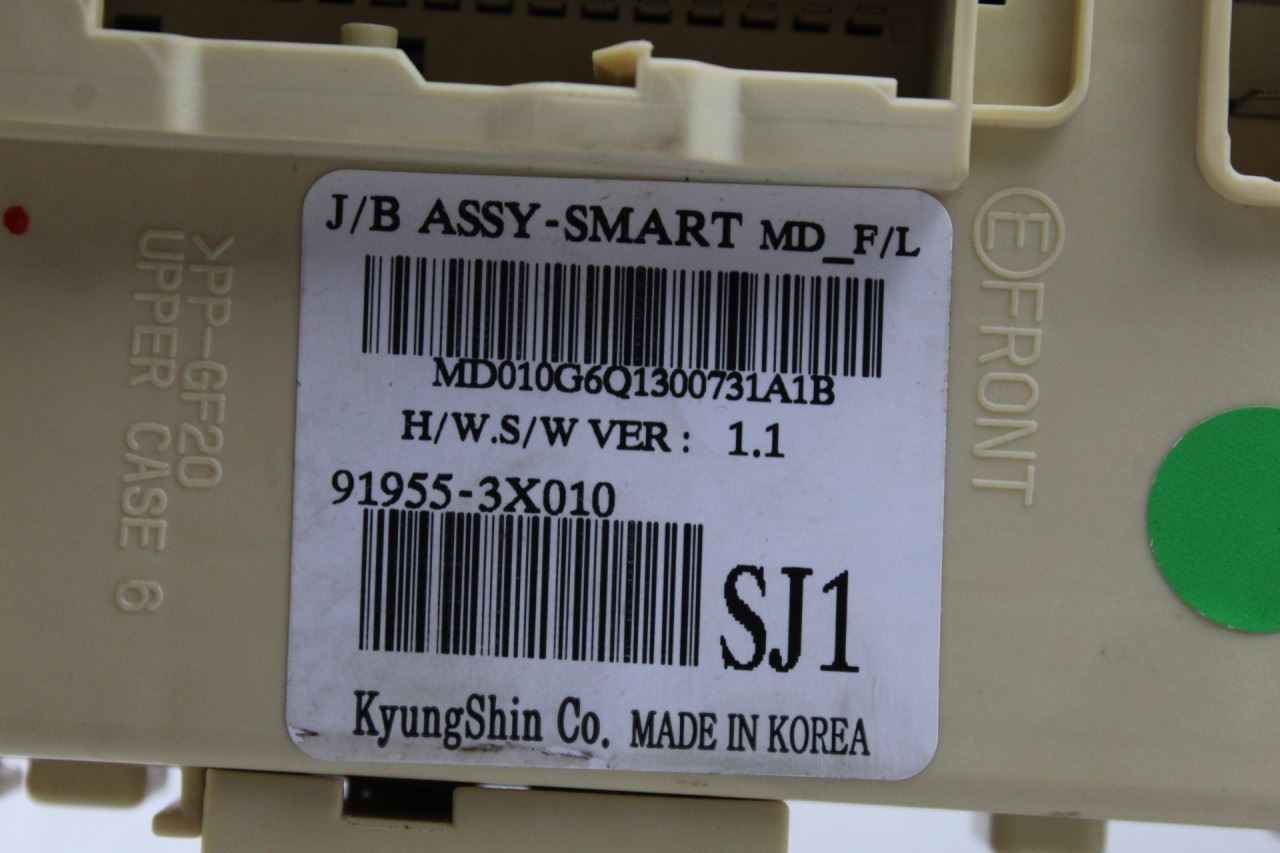 J/B ASSY-SMART MD_F/L
MD010G6Q1300731A1B
H/W.S/W VER : 1.1
91955-3X010
SJ1
KyungShin Co. MADE IN KOREA
>PP-GF20
UPPER CASE 6
E FRONT